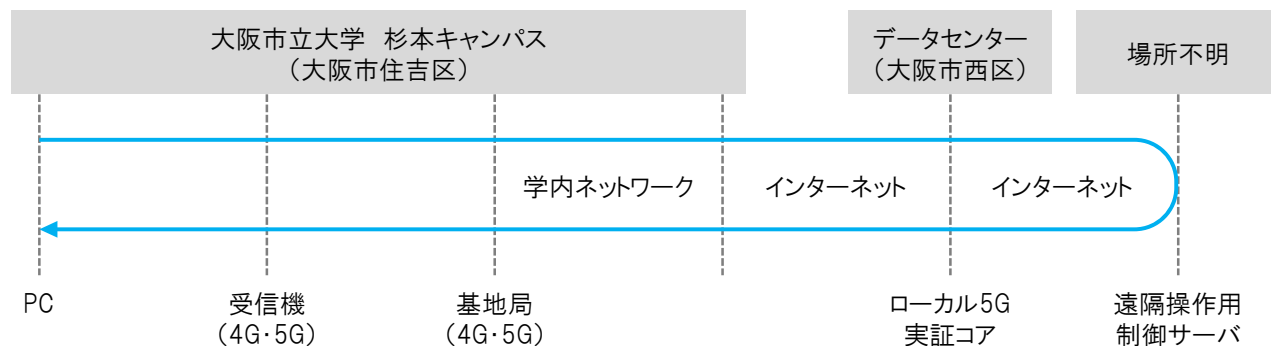 大阪市立大学 杉本キャンパス
（大阪市住吉区）
データセンター
（大阪市西区）
場所不明
学内ネットワーク
インターネット
インターネット
PC
受信機
（4G・5G）
基地局
（4G・5G）
ローカル5G
実証コア
遠隔操作用
制御サーバ